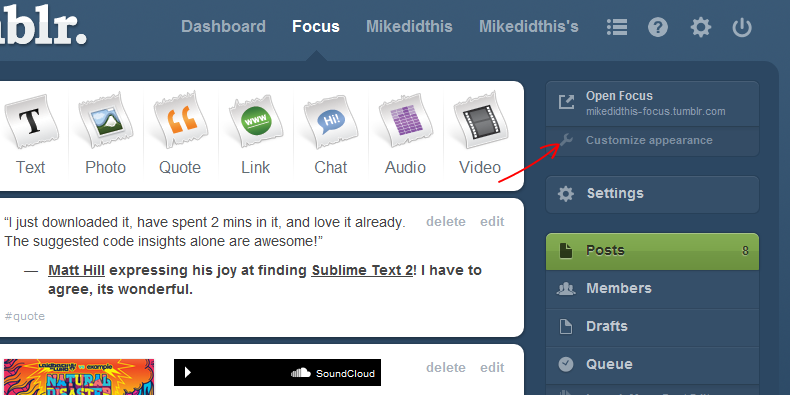 blr.
Dashboard Focus Mikedidthis Mikedidthis's ?
T Hi! www
Text Photo Quote Link Chat Audio Video
Open Focus
mikedidthis-focus.tumblr.com
Customize appearance
Settings
Posts 8
Members
Drafts
Queue
“I just downloaded it, have spent 2 mins in it, and love it already.
The suggested code insights alone are awesome!”
— Matt Hill expressing his joy at finding Sublime Text 2! I have to
agree, its wonderful.
#quote
delete edit
NATURAL
DISASTER
example
SOUNDCLOUD
delete edit